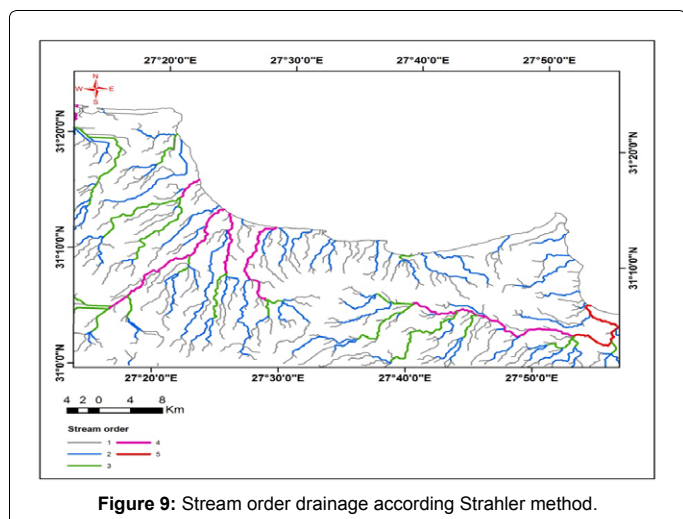 27°20'0"E 27°40'0"E 27°50'0"E
N
W E
S
31°20'0"N 31°20'0"N
31°10'0"N 31°10'0"N
31°0'0"N
27°20'0"E 27°30'0"E 27°40'0"E 27°50'0"E
4 2 0 4 8
Km
Stream order
1 4
2 5
3
Figure 9: Stream order drainage according Strahler method.